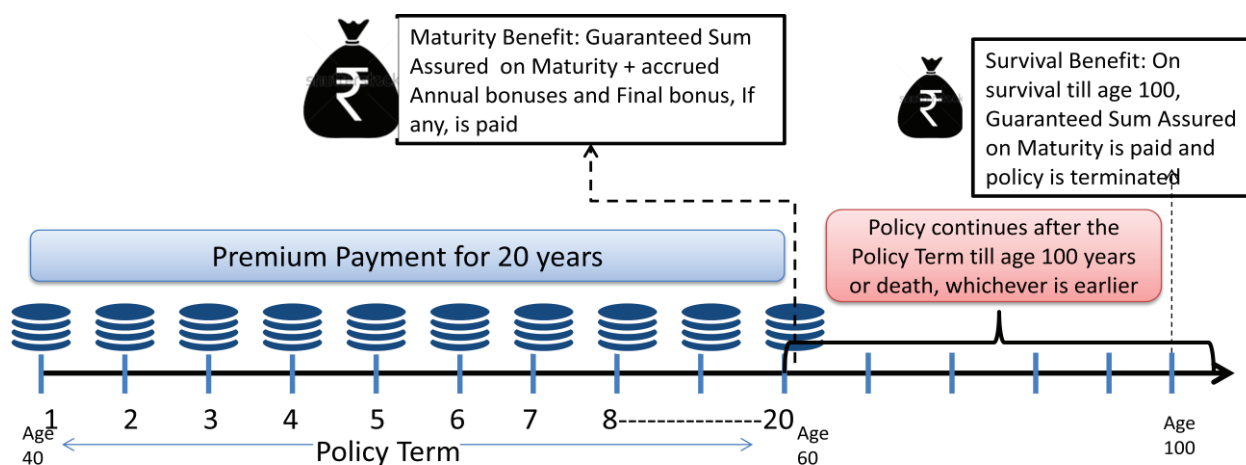 Maturity Benefit: Guaranteed Sum
Assured on Maturity + accrued
Annual bonuses and Final bonus, If
any, is paid
Survival Benefit: On
survival till age 100,
Guaranteed Sum Assured
on Maturity is paid and
policy is terminated
₹
₹
Premium Payment for 20 years
Policy continues after the
Policy Term till age 100 years
or death, whichever is earlier
1 2 3 4 5 6 7 8----------------20
Age
40
Policy Term
Age
60
Age
100